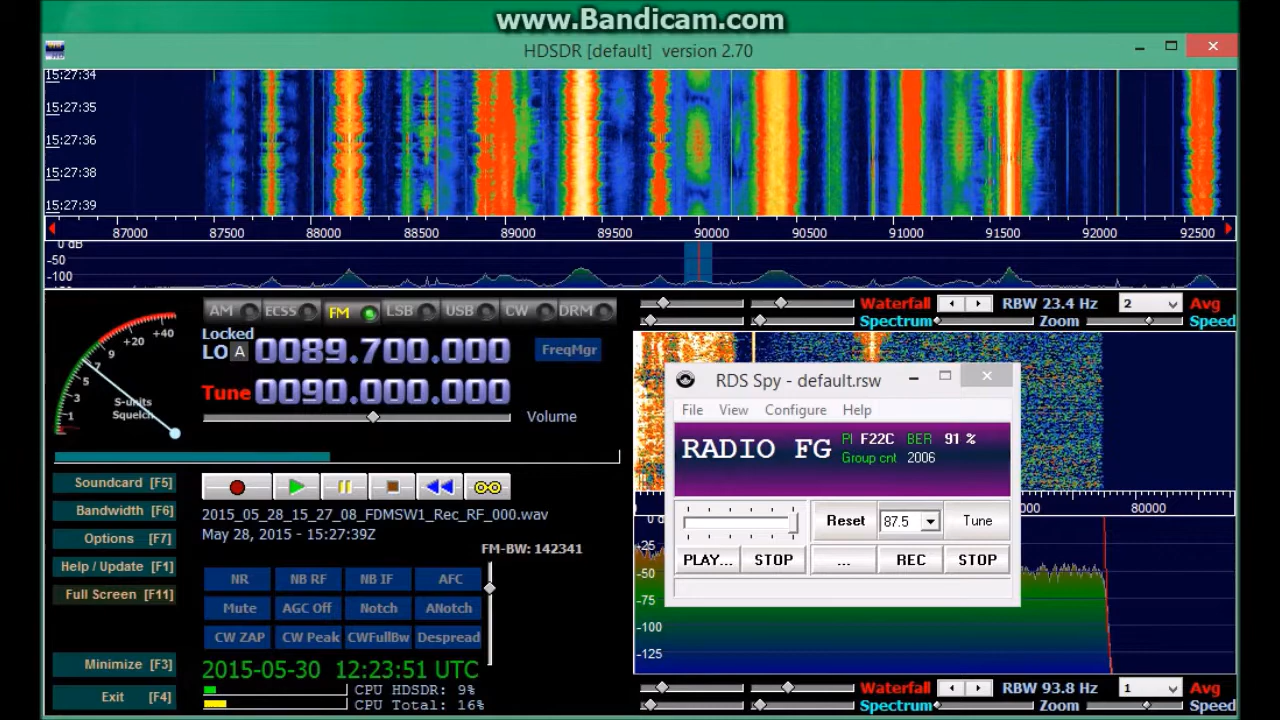 www.Bandicam.com
HDSDR [default] version 2.70
15:27:34
15:27:35
15:27:36
15:27:38
15:27:39
87000 87500 88000 88500 89000 89500 90000 90500 91000 91500 92000 92500
0 dB
-50
-100
AM ECSS FM LSB USB CW DRM
Waterfall RBW 23.4 Hz 2 Avg
Spectrum Zoom Speed
+40
+20
9
7
5
3
1
S-units
Squelch
Locked
LO A 0089.700.000 FreqMgr
Tune 0090.000.000
Volume
RDS Spy - default.rsw
File View Configure Help
RADIO FG PI F22C BER 91 %
Group cnt 2006
Reset 87.5 Tune
PLAY... STOP ... REC STOP
Soundcard [F5]
Bandwidth [F6]
Options [F7]
Help / Update [F1]
Full Screen [F11]
Minimize [F3]
Exit [F4]
2015_05_28_15_27_08_FDMSW1_Rec_RF_000.wav
May 28, 2015 - 15:27:39Z
FM-BW: 142341
NR NB RF NB IF AFC
Mute AGC Off Notch ANotch
CW ZAP CW Peak CWFullBw Despread
2015-05-30 12:23:51 UTC
CPU HDSDR: 9%
CPU Total: 16%
80000
-25
-50
-75
-100
-125
Waterfall RBW 93.8 Hz 1 Avg
Spectrum Zoom Speed